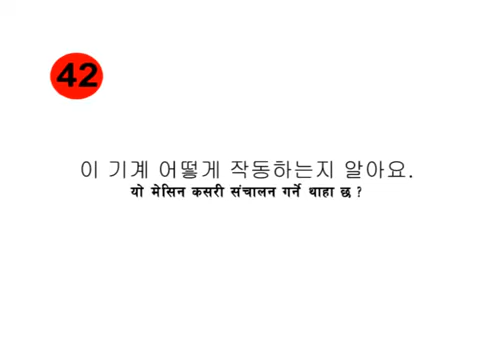 42
이 기계 어떻게 작동하는지 알아요.
यो मेसिन कसरी संचालन गर्ने थाहा छ ?